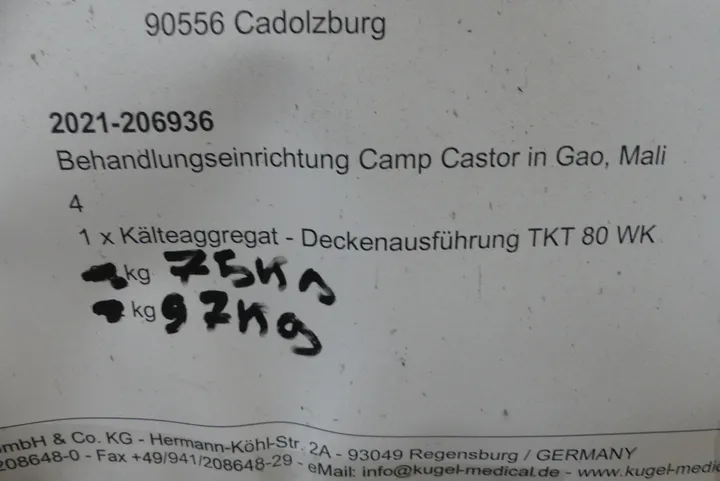 90556 Cadolzburg
2021-206936
Behandlungseinrichtung Camp Castor in Gao, Mali
4
1 x Kälteaggregat - Deckenausführung TKT 80 WK
kg 75Kg
kg 97Kg
mbH & Co. KG - Hermann-Köhl-Str. 2A - 93049 Regensburg / GERMANY
208648-0 - Fax +49/941/208648-29 - eMail: info@kugel-medical.de - www.kugel-medic